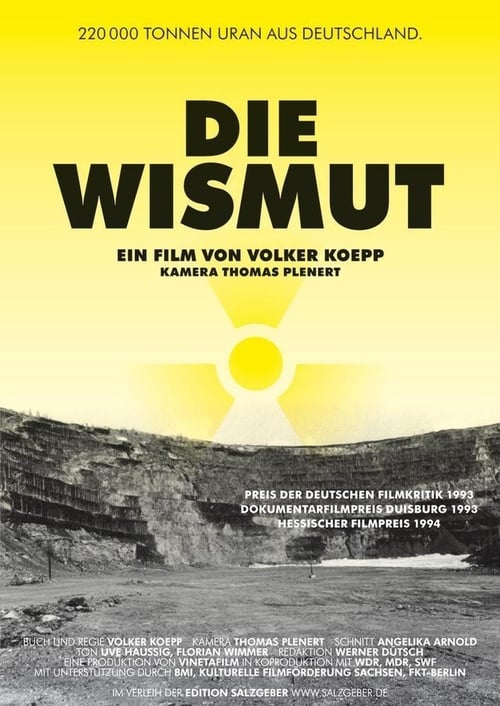 220 000 TONNEN URAN AUS DEUTSCHLAND.
DIE
WISMUT
EIN FILM VON VOLKER KOEPP
KAMERA THOMAS PLENERT
PREIS DER DEUTSCHEN FILMKRITIK 1993
DOKUMENTARFILMPREIS DUISBURG 1993
HESSISCHER FILMPREIS 1994
BUCH UND REGIE VOLKER KOEPP KAMERA THOMAS PLENERT SCHNITT ANGELIKA ARNOLD
TON UVE HAUSSIG, FLORIAN WIMMER REDAKTION WERNER DÜTSCH
EINE PRODUKTION VON VINETAFILM IN KOPRODUKTION MIT WDR, MDR, SWF
MIT UNTERSTÜTZUNG DURCH BMI, KULTURELLE FILMFÖRDERUNG SACHSEN, FKT-BERLIN
IM VERLEIH DER EDITION SALZGEBER WWW.SALZGEBER.DE